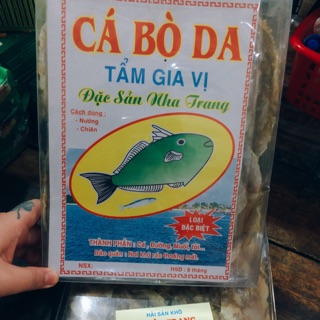 CÁ BÒ DA
TẨM GIA VỊ
Đặc Sản Nha Trang
Cách dùng :
- Nướng
- Chiên
LOẠI
ĐẶC BIỆT
THÀNH PHẦN : Cá, Đường, Muối, Ớt...
Bảo quản : Nơi khô ráo thoáng mát.
NSX:
HSD : 6 tháng
HẢI SẢN KHÔ
TRANG